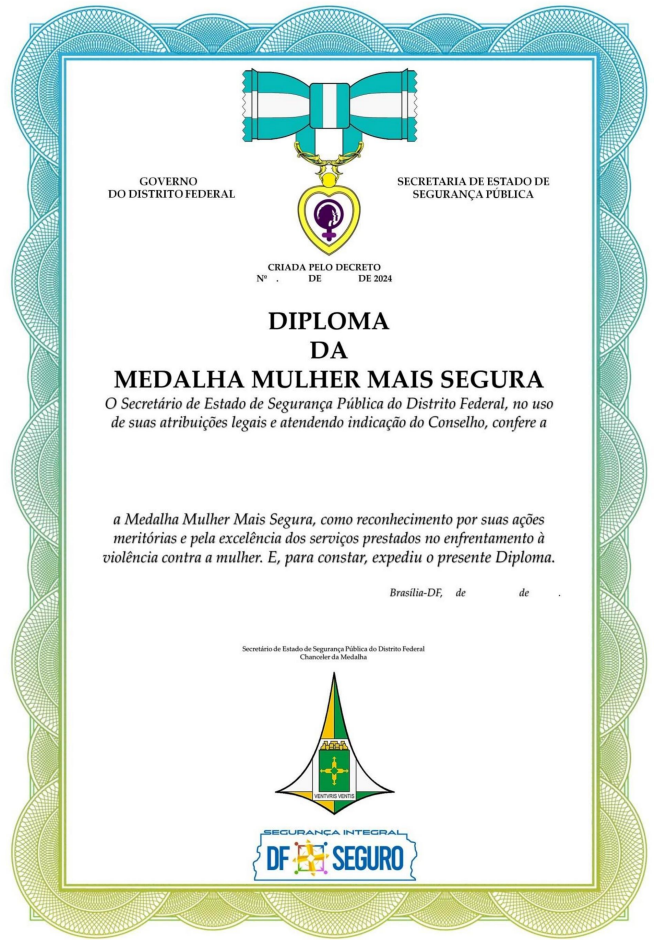 GOVERNO
DO DISTRITO FEDERAL
SECRETARIA DE ESTADO DE
SEGURANÇA PÚBLICA
CRIADA PELO DECRETO
Nº . DE DE 2024
DIPLOMA
DA
MEDALHA MULHER MAIS SEGURA
O Secretário de Estado de Segurança Pública do Distrito Federal, no uso
de suas atribuições legais e atendendo indicação do Conselho, confere a
a Medalha Mulher Mais Segura, como reconhecimento por suas ações
meritórias e pela excelência dos serviços prestados no enfrentamento à
violência contra a mulher. E, para constar, expediu o presente Diploma.
Brasília-DF, de de .
Secretário de Estado de Segurança Pública do Distrito Federal
Chanceler da Medalha
VENTVRIS VENTIS
SEGURANÇA INTEGRAL
DF SEGURO